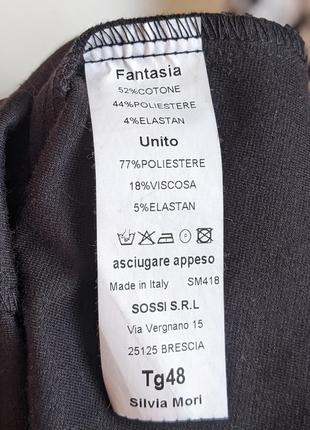 Fantasia
52%COTONE
44%POLIESTERE
4%ELASTAN
Unito
77%POLIESTERE
18%VISCOSA
5%ELASTAN
asciugare appeso
Made in Italy SM418
SOSSI S.R.L
Via Vergnano 15
25125 BRESCIA
Tg48
Silvia Mori